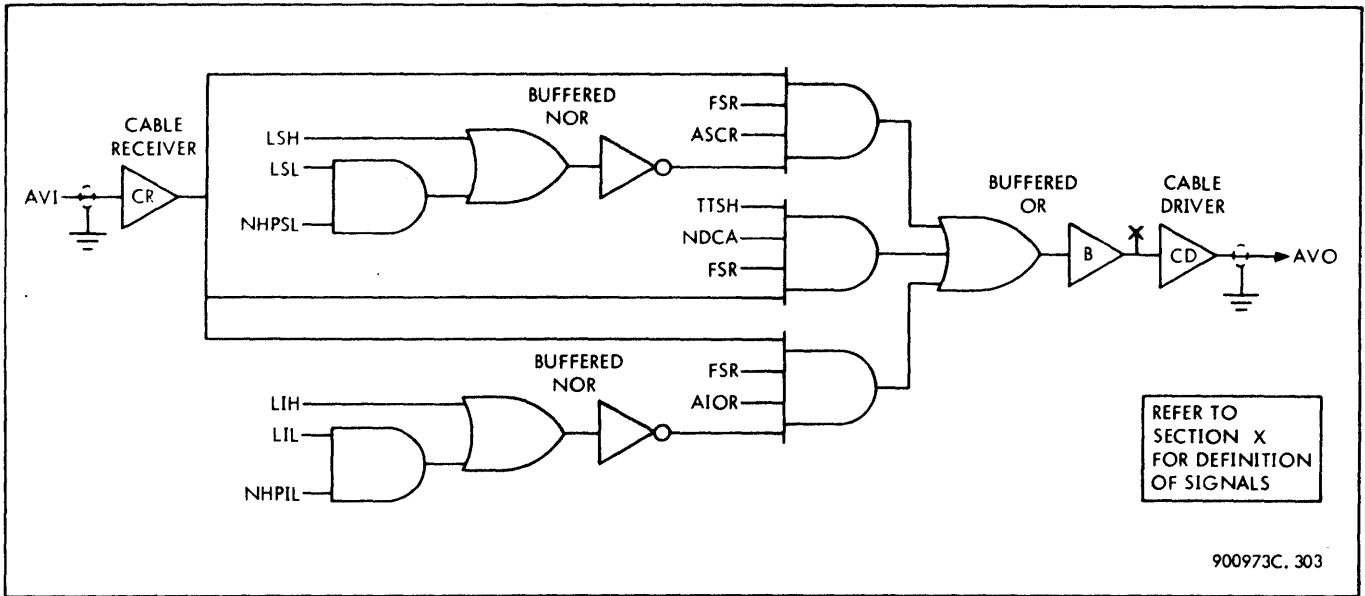 BUFFERED
NOR
FSR
CABLE
RECEIVER
LSH
ASCR
LSL
AVI
CR
BUFFERED
OR
CABLE
DRIVER
TTSH
NHPSL
NDCA
X
B
CD
AVO
FSR
BUFFERED
NOR
FSR
LIH
AIOR
LIL
NHPIL
REFER TO
SECTION X
FOR DEFINITION
OF SIGNALS
900973C. 303